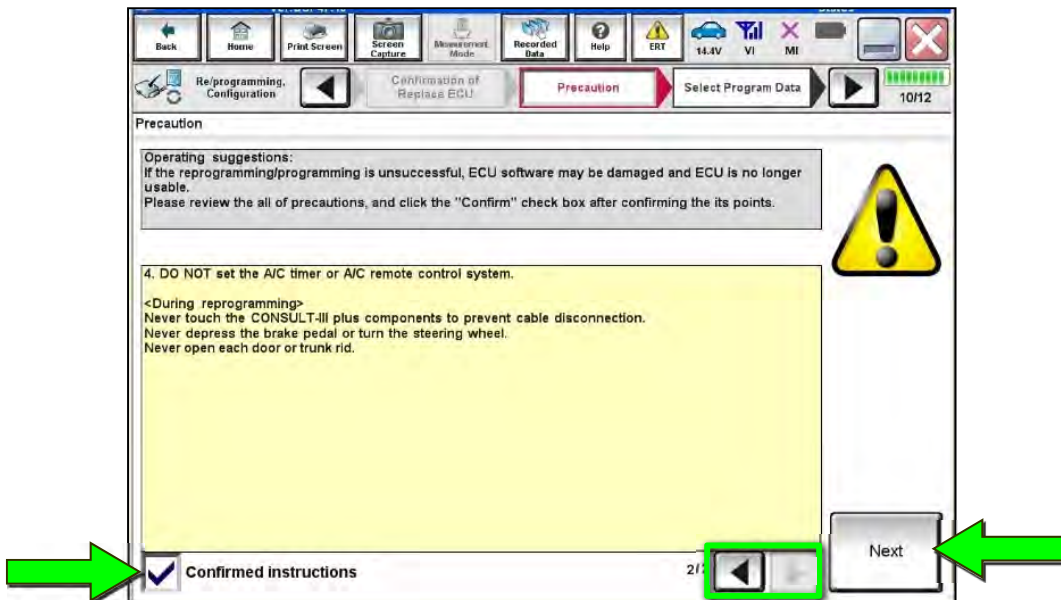 Back
Home
Print Screen
Screen
Capture
Measurement
Mode
Recorded
Data
Help
ERT
14.4V
VI
MI
Re/programming,
Configuration
Confirmation of
Replace ECU
Precaution
Select Program Data
10/12
Precaution
Operating suggestions:
If the reprogramming/programming is unsuccessful, ECU software may be damaged and ECU is no longer
usable.
Please review the all of precautions, and click the "Confirm" check box after confirming the its points.
4. DO NOT set the A/C timer or A/C remote control system.
<During reprogramming>
Never touch the CONSULT-III plus components to prevent cable disconnection.
Never depress the brake pedal or turn the steering wheel.
Never open each door or trunk rid.
Confirmed instructions
2/
Next